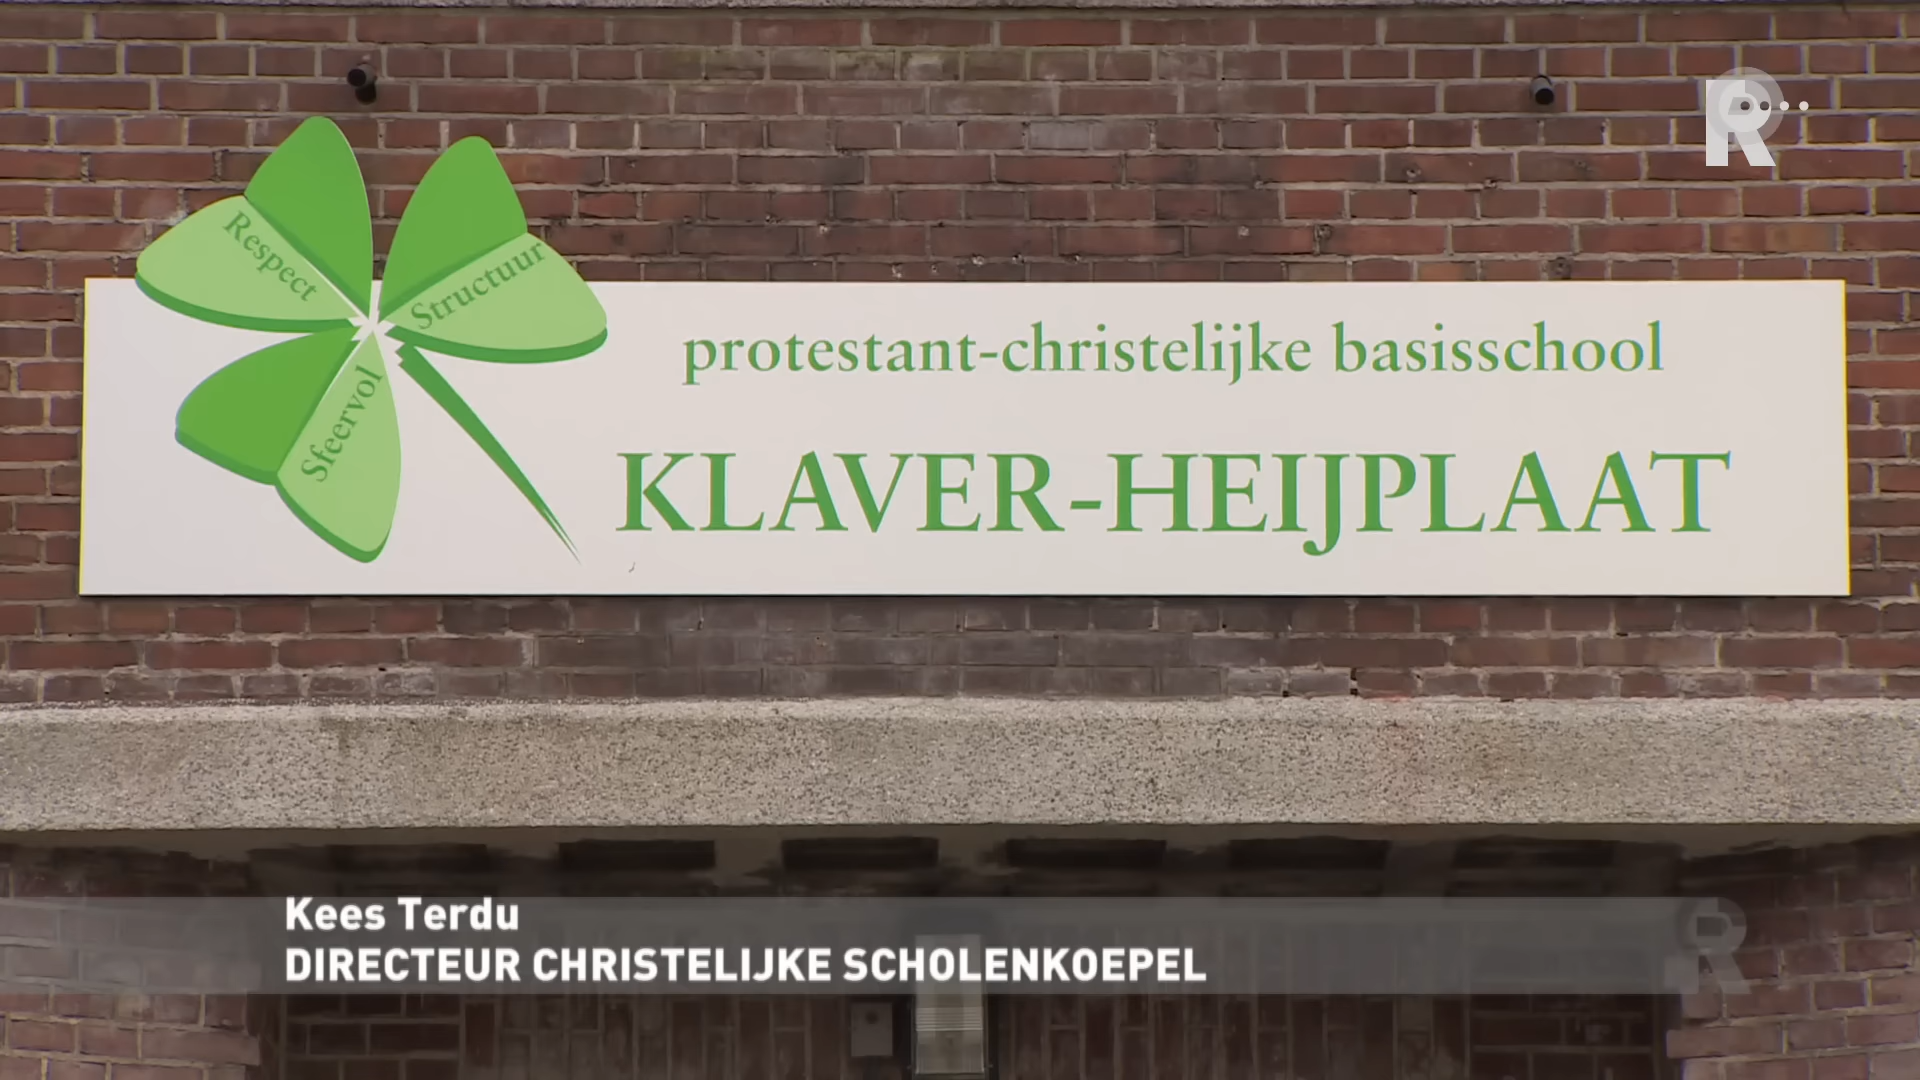 Respect
Structuur
Sfeervol
protestant-christelijke basisschool
KLAVER-HEIJPLAAT
Kees Terdu
DIRECTEUR CHRISTELIJKE SCHOLENKOEPEL
R